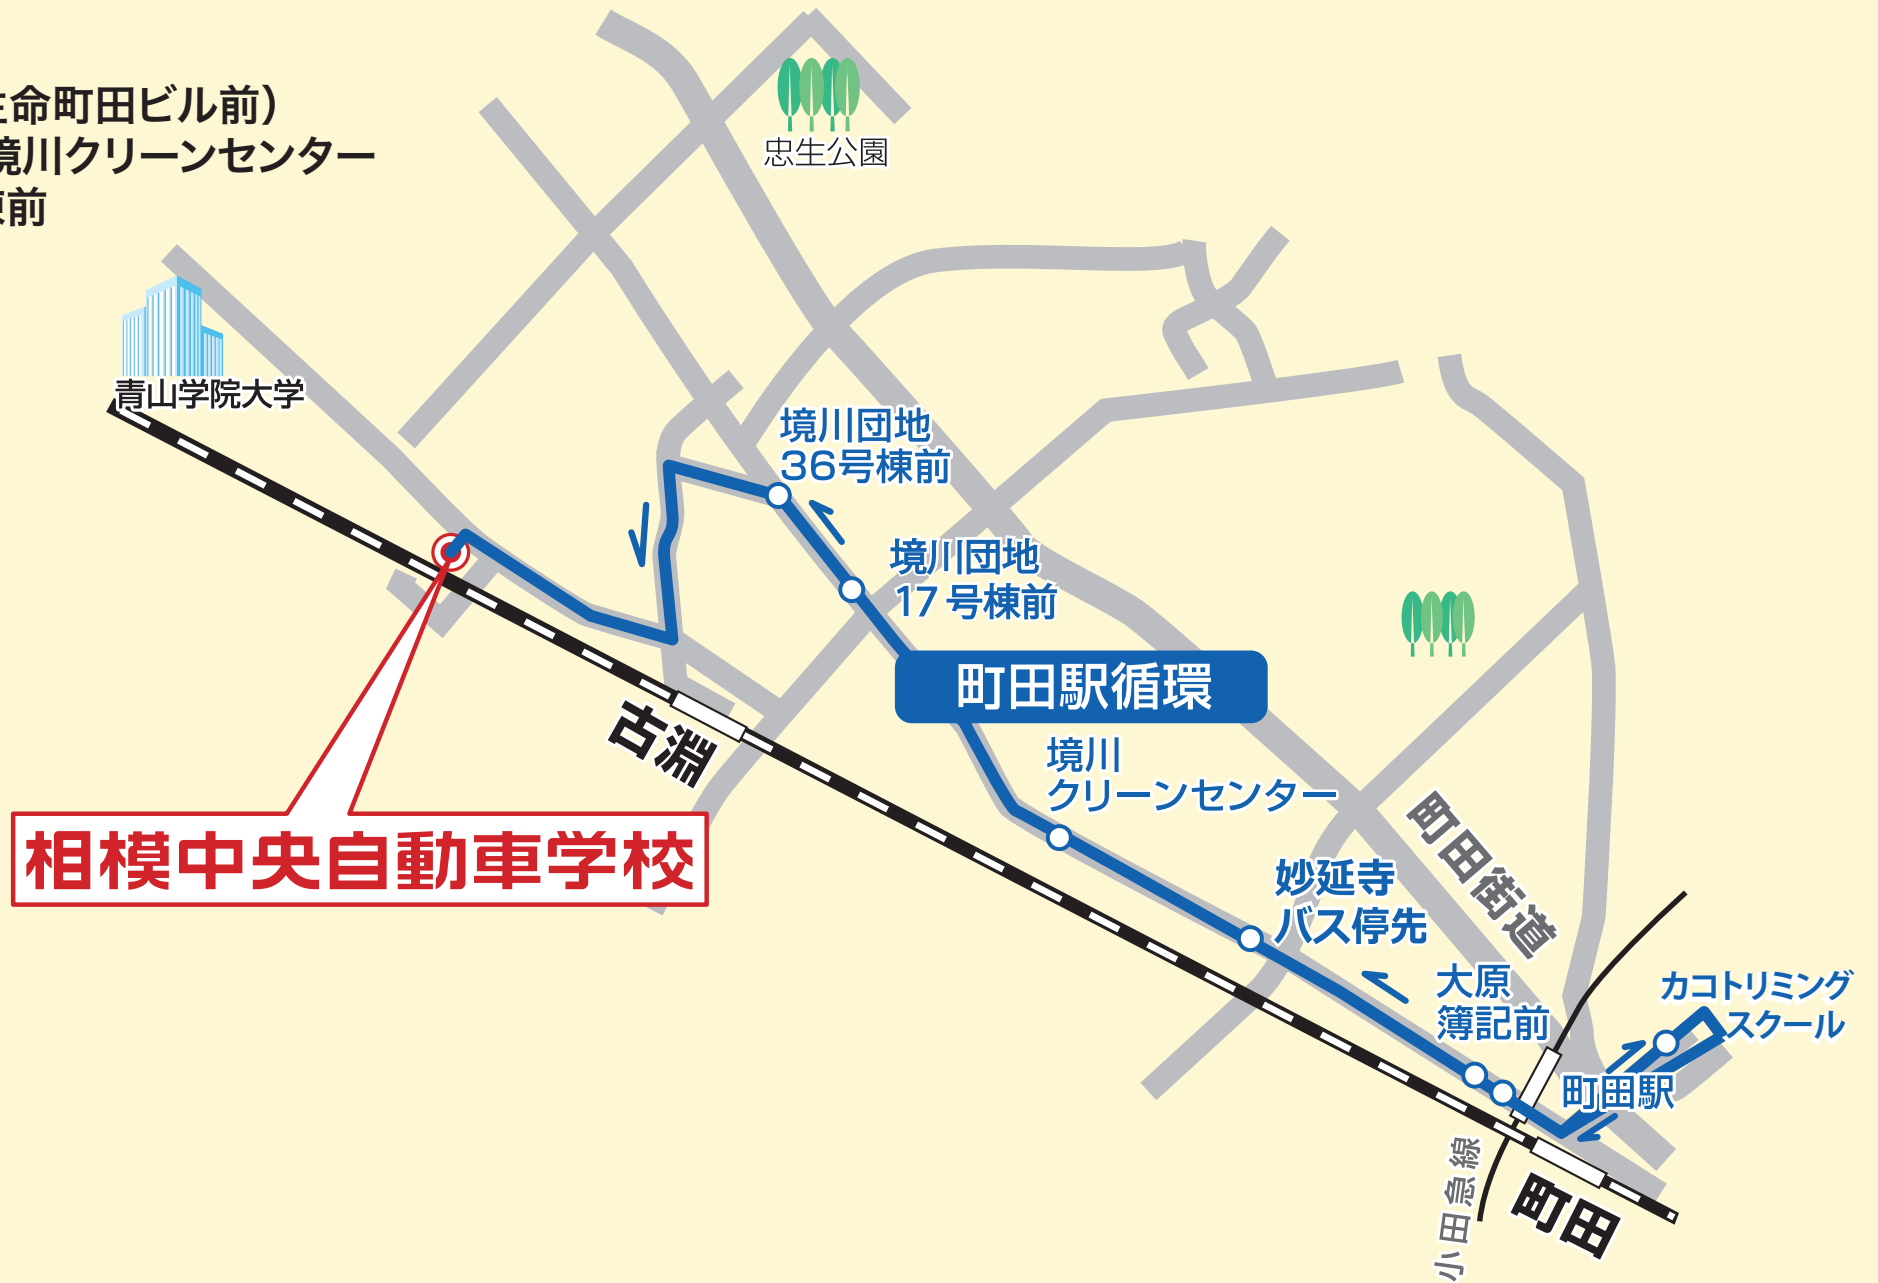 生命町田ビル前）
境川クリーンセンター
棟前
忠生公園
青山学院大学
境川団地
36号棟前
境川団地
17号棟前
町田駅循環
古淵
境川
クリーンセンター
相模中央自動車学校
町田街道
妙延寺
バス停先
大原
簿記前
カコトリミング
スクール
町田駅
小田急線
町田